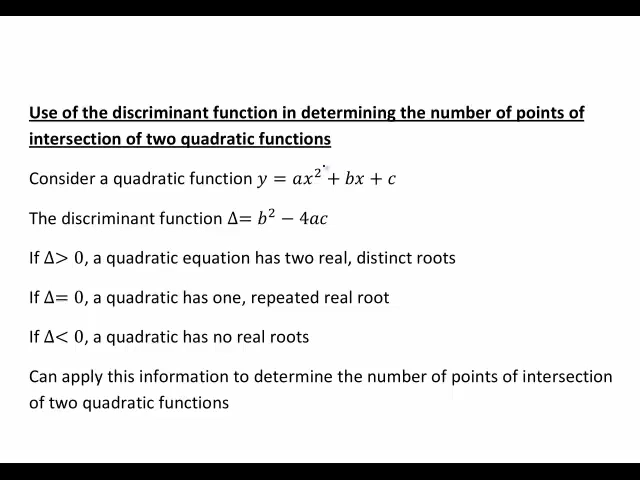 Use of the discriminant function in determining the number of points of
intersection of two quadratic functions
Consider a quadratic function y = ax² + bx + c
The discriminant function Δ= b² − 4ac
If Δ> 0, a quadratic equation has two real, distinct roots
If Δ= 0, a quadratic has one, repeated real root
If Δ< 0, a quadratic has no real roots
Can apply this information to determine the number of points of intersection
of two quadratic functions